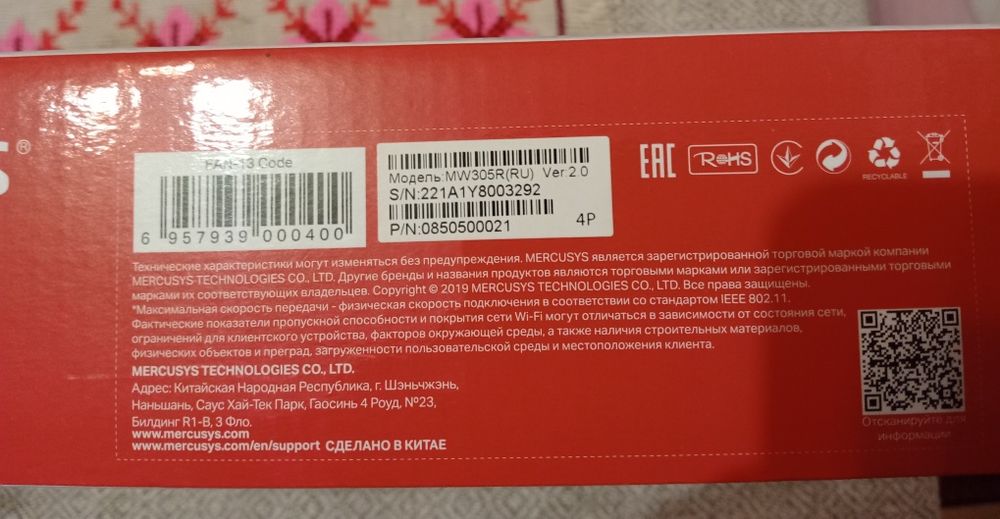 S®
EAN-13 Code
6 957939 000400
Модель:MW305R(RU) Ver:2.0
S/N:221A1Y8003292
P/N:0850500021
4P
EAC
RoHS
RECYCLABLE
Технические характеристики могут изменяться без предупреждения. MERCUSYS является зарегистрированной торговой маркой компании
MERCUSYS TECHNOLOGIES CO., LTD. Другие бренды и названия продуктов являются торговыми марками или зарегистрированными торговыми
марками их соответствующих владельцев. Copyright © 2019 MERCUSYS TECHNOLOGIES CO., LTD. Все права защищены.
*Максимальная скорость передачи - физическая скорость подключения в соответствии со стандартом IEEE 802.11.
Фактические показатели пропускной способности и покрытия сети Wi-Fi могут отличаться в зависимости от состояния сети,
ограничений для клиентского устройства, факторов окружающей среды, а также наличия строительных материалов,
физических объектов и преград, загруженности пользовательской среды и местоположения клиента.
MERCUSYS TECHNOLOGIES CO., LTD.
Адрес: Китайская Народная Республика, г. Шэньчжэнь,
Наньшань, Саус Хай-Тек Парк, Гаосинь 4 Роуд, №23,
Билдинг R1-B, 3 Фло.
www.mercusys.com
www.mercusys.com/en/support СДЕЛАНО В КИТАЕ
Отсканируйте для
информации